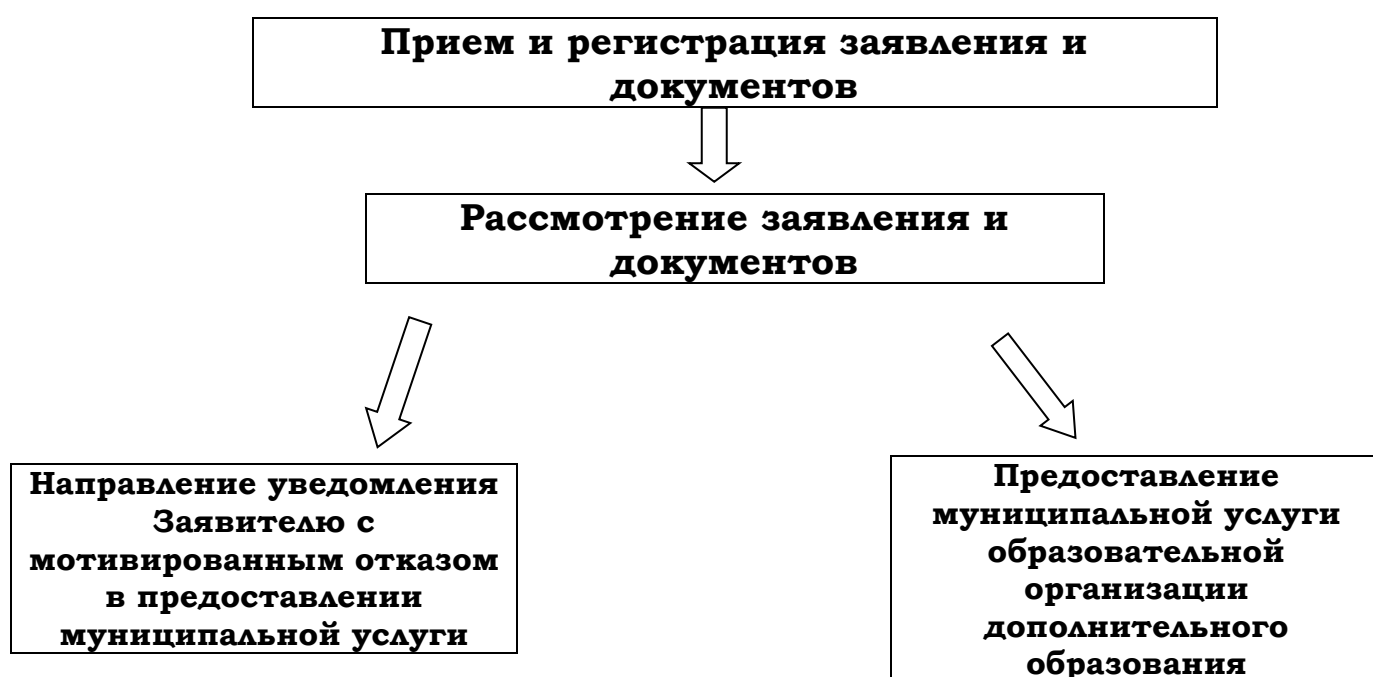 Прием и регистрация заявления и
документов
Рассмотрение заявления и
документов
Направление уведомления
Заявителю с
мотивированным отказом
в предоставлении
муниципальной услуги
Предоставление
муниципальной услуги
образовательной
организации
дополнительного
образования